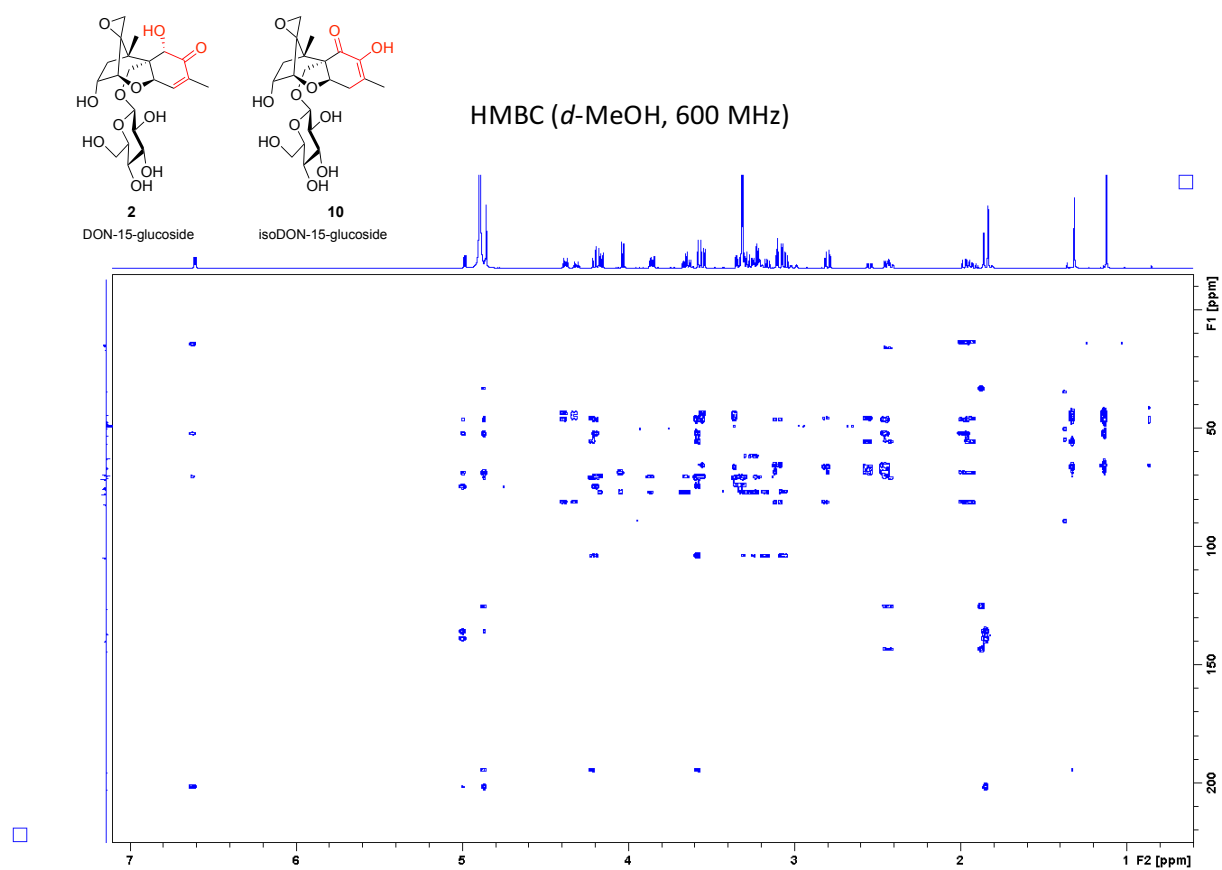 O HO O O OH
O O
HO O HO O
O OH O OH
HO HO
OH OH
OH OH
HMBC (d-MeOH, 600 MHz)
2 10
DON-15-glucoside isoDON-15-glucoside
F1 [ppm]
50
100
150
200
7 6 5 4 3 2 1 F2 [ppm]